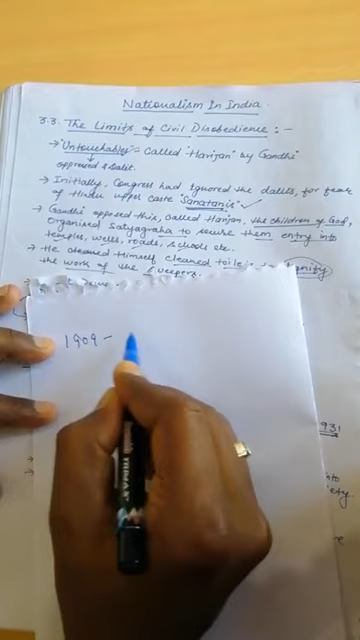 Nationalism In India.
3.3. The Limits of Civil Disobedience : -
→ Untouchables = Called "Harijan" by Gandhi
oppressed Dalit.
→ Initially, Congress had ignored the dalits, for fear
of Hindu upper caste "Sanatanis"
→ Gandhi opposed this, called Harijan, the children of God,
Organised Satyagraha to secure them entry into
temples, wells, roads, schools etc.
→ He cleaned Himself cleaned toilets
the work of the sweepers.
1909 -
931
into